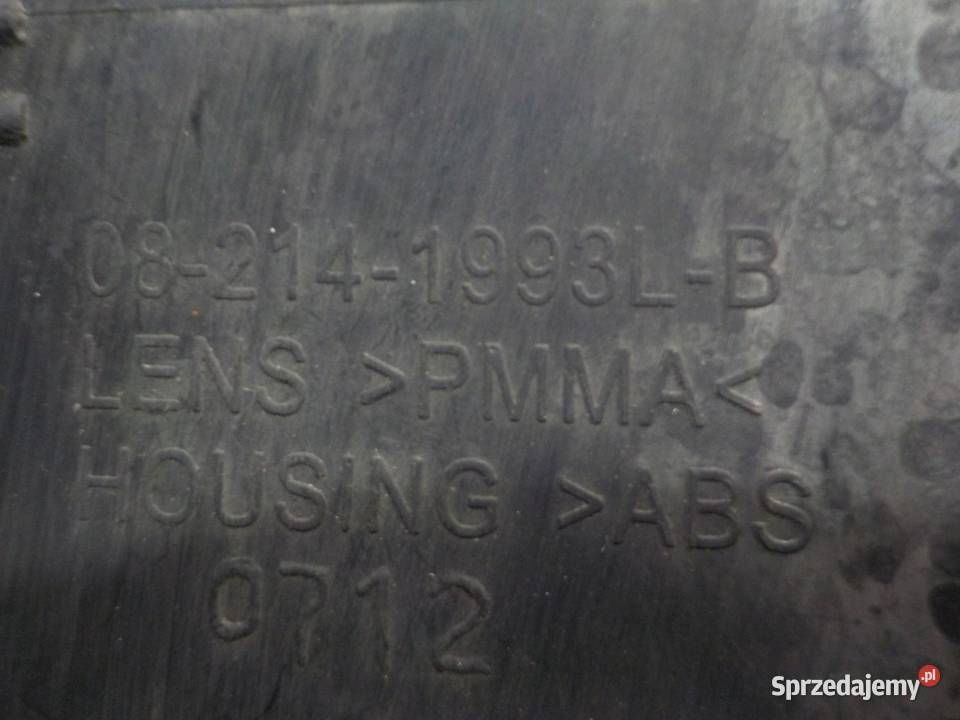 08-214-1993L-B
LENS >PMMA<
HOUSING >ABS
0712
Sprzedajemy.pl